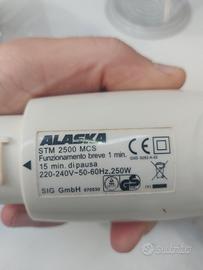 ALASKA
STM 2500 MCS
Funzionamento breve 1 min.
15 min. di pausa
220-240V~50-60Hz, 250W
SIG GmbH
subito